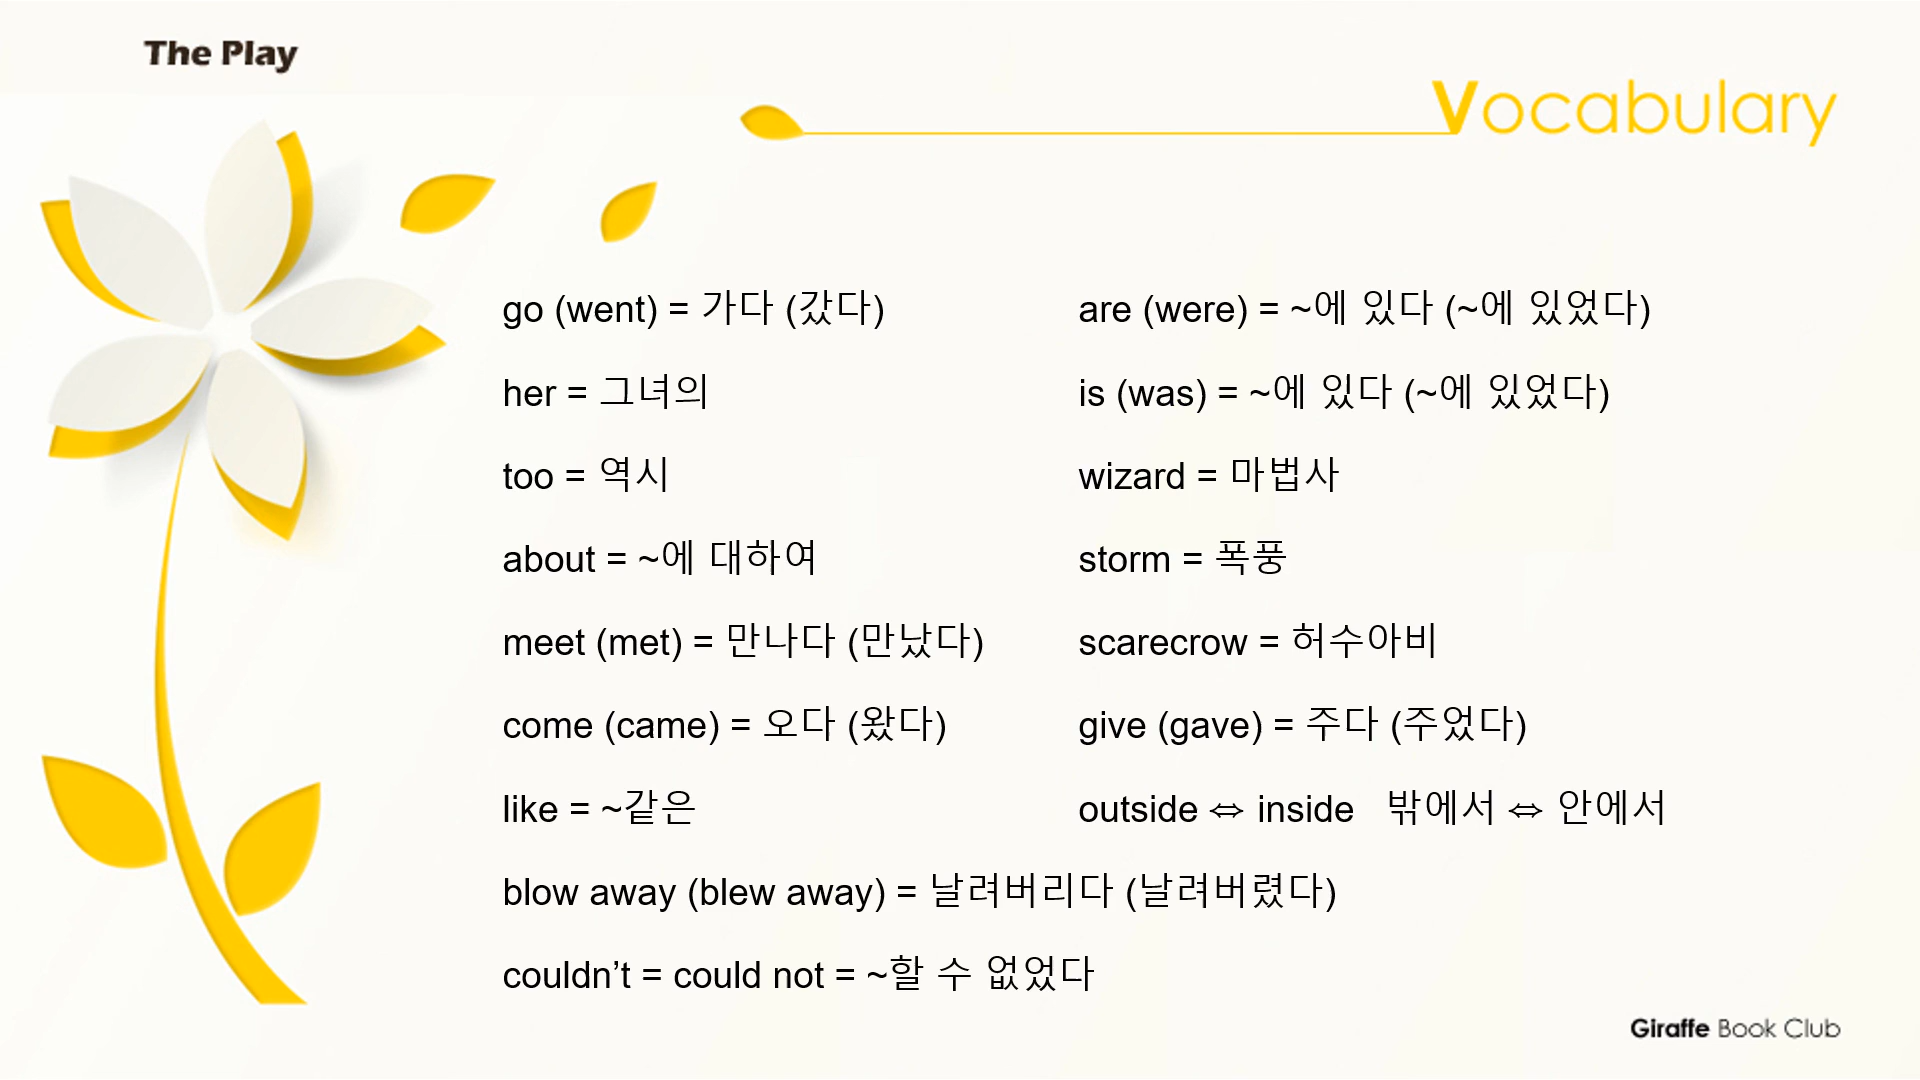 The Play
Vocabulary
go (went) = 가다 (갔다)
her = 그녀의
too = 역시
about = ~에 대하여
meet (met) = 만나다 (만났다)
come (came) = 오다 (왔다)
like = ~같은
are (were) = ~에 있다 (~에 있었다)
is (was) = ~에 있다 (~에 있었다)
wizard = 마법사
storm = 폭풍
scarecrow = 허수아비
give (gave) = 주다 (주었다)
outside ⇔ inside 밖에서 ⇔ 안에서
blow away (blew away) = 날려버리다 (날려버렸다)
couldn’t = could not = ~할 수 없었다
Giraffe Book Club